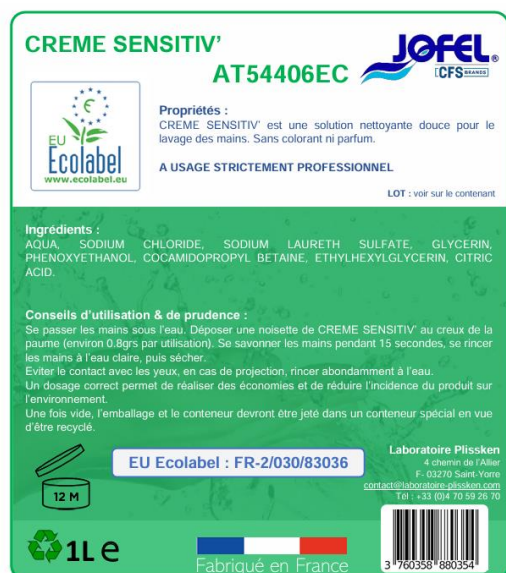 CREME SENSITIV'
AT54406EC
JOFEL®
CFS BRANDS
EU
Ecolabel
www.ecolabel.eu
Propriétés :
CREME SENSITIV' est une solution nettoyante douce pour le
lavage des mains. Sans colorant ni parfum.
A USAGE STRICTEMENT PROFESSIONNEL
LOT : voir sur le contenant
Ingrédients :
AQUA, SODIUM CHLORIDE, SODIUM LAURETH SULFATE, GLYCERIN,
PHENOXYETHANOL, COCAMIDOPROPYL BETAINE, ETHYLHEXYLGLYCERIN, CITRIC
ACID.
Conseils d'utilisation & de prudence :
Se passer les mains sous l'eau. Déposer une noisette de CREME SENSITIV' au creux de la
paume (environ 0.8grs par utilisation). Se savonner les mains pendant 15 secondes, se rincer
les mains à l'eau claire, puis sécher.
Eviter le contact avec les yeux, en cas de projection, rincer abondamment à l'eau.
Un dosage correct permet de réaliser des économies et de réduire l'incidence du produit sur
l'environnement.
Une fois vide, l'emballage et le conteneur devront être jeté dans un conteneur spécial en vue
d'être recyclé.
12 M
EU Ecolabel : FR-2/030/83036
Laboratoire Plissken
4 chemin de l'Allier
F- 03270 Saint-Yorre
contact@laboratoire-plissken.com
Tel : +33 (0)4 70 59 26 70
1L e
Fabriqué en France
3 760358 880354